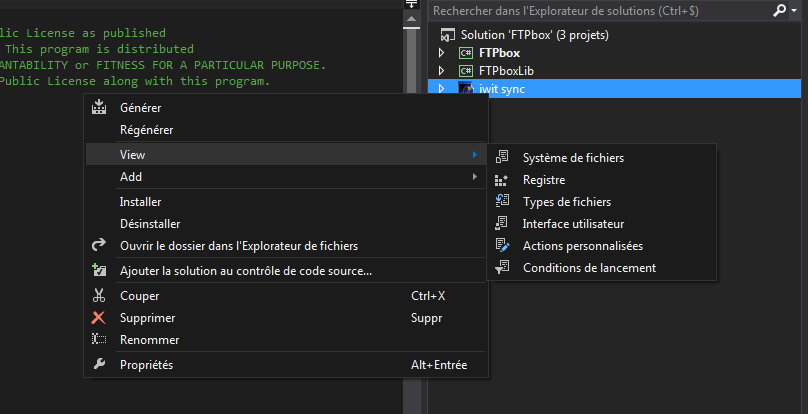 Rechercher dans l'Explorateur de solutions (Ctrl+$)
Solution 'FTPbox' (3 projets)
FTPbox
FTPboxLib
iwit sync
blic License as published
This program is distributed
ANTABILITY or FITNESS FOR A PARTICULAR PURPOSE.
Public License along with this program.
Générer
Régénérer
View
Add
Installer
Désinstaller
Ouvrir le dossier dans l'Explorateur de fichiers
Ajouter la solution au contrôle de code source...
Couper Ctrl+X
Supprimer Suppr
Renommer
Propriétés Alt+Entrée
Système de fichiers
Registre
Types de fichiers
Interface utilisateur
Actions personnalisées
Conditions de lancement